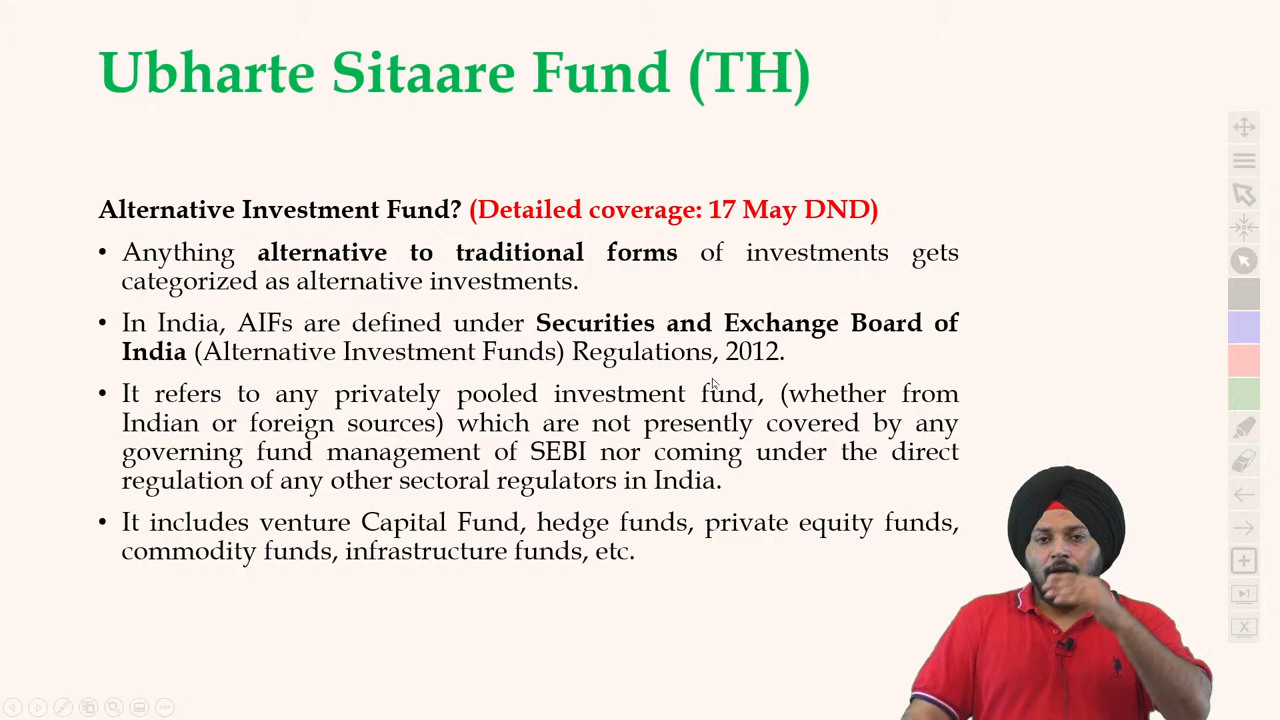 Ubharte Sitaare Fund (TH)
Alternative Investment Fund? (Detailed coverage: 17 May DND)
• Anything alternative to traditional forms of investments gets
categorized as alternative investments.
• In India, AIFs are defined under Securities and Exchange Board of
India (Alternative Investment Funds) Regulations, 2012.
• It refers to any privately pooled investment fund, (whether from
Indian or foreign sources) which are not presently covered by any
governing fund management of SEBI nor coming under the direct
regulation of any other sectoral regulators in India.
• It includes venture Capital Fund, hedge funds, private equity funds,
commodity funds, infrastructure funds, etc.